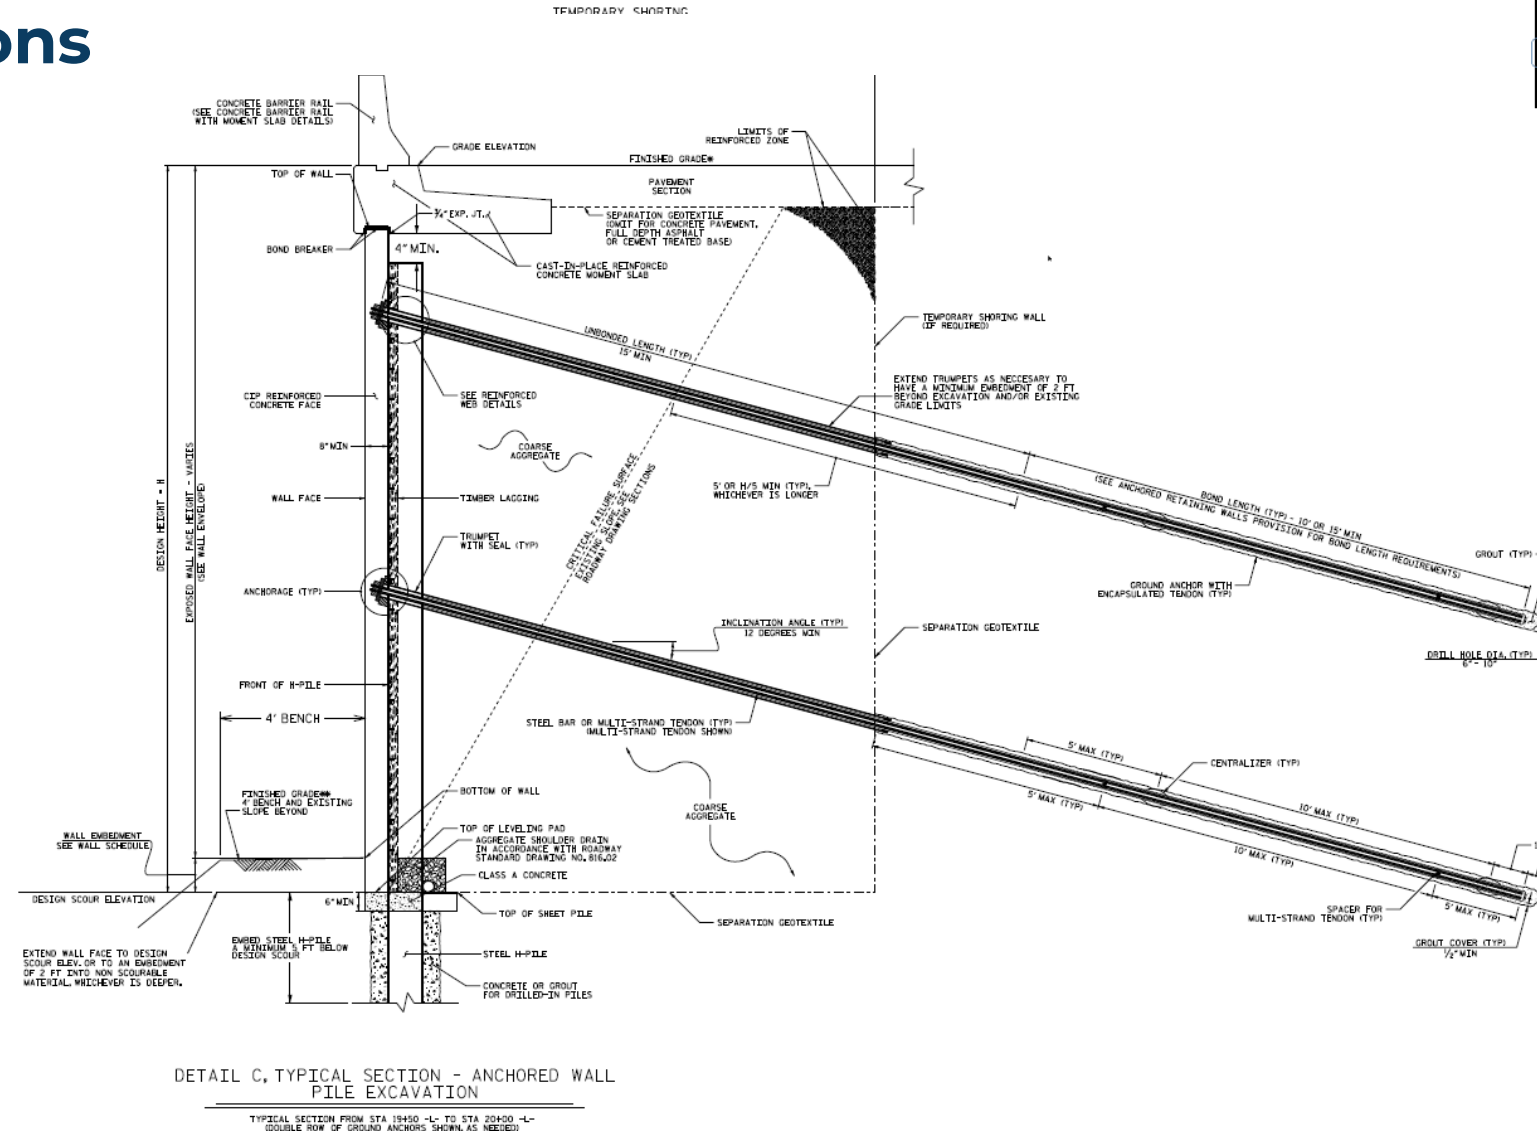 TEMPORARY SHORING
ons
CONCRETE BARRIER RAIL
(SEE CONCRETE BARRIER RAIL
WITH MOMENT SLAB DETAILS)
GRADE ELEVATION
LIMITS OF
REINFORCED ZONE
FINISHED GRADE*
TOP OF WALL
PAVEMENT
SECTION
¾" EXP. JT.
SEPARATION GEOTEXTILE
(OMIT FOR CONCRETE PAVEMENT,
FULL DEPTH ASPHALT
OR CEMENT TREATED BASE)
BOND BREAKER
4" MIN.
CAST-IN-PLACE REINFORCED
CONCRETE MOMENT SLAB
TEMPORARY SHORING WALL
(IF REQUIRED)
UNBONDED LENGTH (TYP)
15' MIN
EXTEND TRUMPETS AS NECCESARY TO
HAVE A MINIMUM EMBEDMENT OF 2 FT
BEYOND EXCAVATION AND/OR EXISTING
GRADE LIMITS
CIP REINFORCED
CONCRETE FACE
SEE REINFORCED
WEB DETAILS
8" MIN
COARSE
AGGREGATE
5' OR H/5 MIN (TYP),
WHICHEVER IS LONGER
WALL FACE
TIMBER LAGGING
BOND LENGTH (TYP) - 10' OR 15' MIN
(SEE ANCHORED RETAINING WALLS PROVISION FOR BOND LENGTH REQUIREMENTS)
DESIGN HEIGHT = H
EXPOSED WALL FACE HEIGHT - VARIES
(SEE WALL ENVELOPE)
CRITICAL FAILURE SURFACE
EXISTING SLOPE, SEE
ROADWAY DRAWING SECTIONS
TRUMPET
WITH SEAL (TYP)
GROUT (TYP)
ANCHORAGE (TYP)
GROUND ANCHOR WITH
ENCAPSULATED TENDON (TYP)
INCLINATION ANGLE (TYP)
12 DEGREES MIN
SEPARATION GEOTEXTILE
DRILL HOLE DIA. (TYP)
6" - 10"
FRONT OF H-PILE
4' BENCH
STEEL BAR OR MULTI-STRAND TENDON (TYP)
(MULTI-STRAND TENDON SHOWN)
5' MAX (TYP)
CENTRALIZER (TYP)
FINISHED GRADE**
4' BENCH AND EXISTING
SLOPE BEYOND
BOTTOM OF WALL
COARSE
AGGREGATE
5' MAX (TYP)
10' MAX (TYP)
WALL EMBEDMENT
SEE WALL SCHEDULE
TOP OF LEVELING PAD
AGGREGATE SHOULDER DRAIN
IN ACCORDANCE WITH ROADWAY
STANDARD DRAWING NO. 816.02
10' MAX (TYP)
CLASS A CONCRETE
DESIGN SCOUR ELEVATION
6" MIN
TOP OF SHEET PILE
SEPARATION GEOTEXTILE
SPACER FOR
MULTI-STRAND TENDON (TYP)
5' MAX (TYP)
EMBED STEEL H-PILE
A MINIMUM 5 FT BELOW
DESIGN SCOUR
GROUT COVER (TYP)
½" MIN
EXTEND WALL FACE TO DESIGN
SCOUR ELEV. OR TO AN EMBEDMENT
OF 2 FT INTO NON SCOURABLE
MATERIAL, WHICHEVER IS DEEPER.
STEEL H-PILE
CONCRETE OR GROUT
FOR DRILLED-IN PILES
DETAIL C, TYPICAL SECTION - ANCHORED WALL
PILE EXCAVATION
TYPICAL SECTION FROM STA 19+50 -L- TO STA 20+00 -L-
(DOUBLE ROW OF GROUND ANCHORS SHOWN, AS NEEDED)